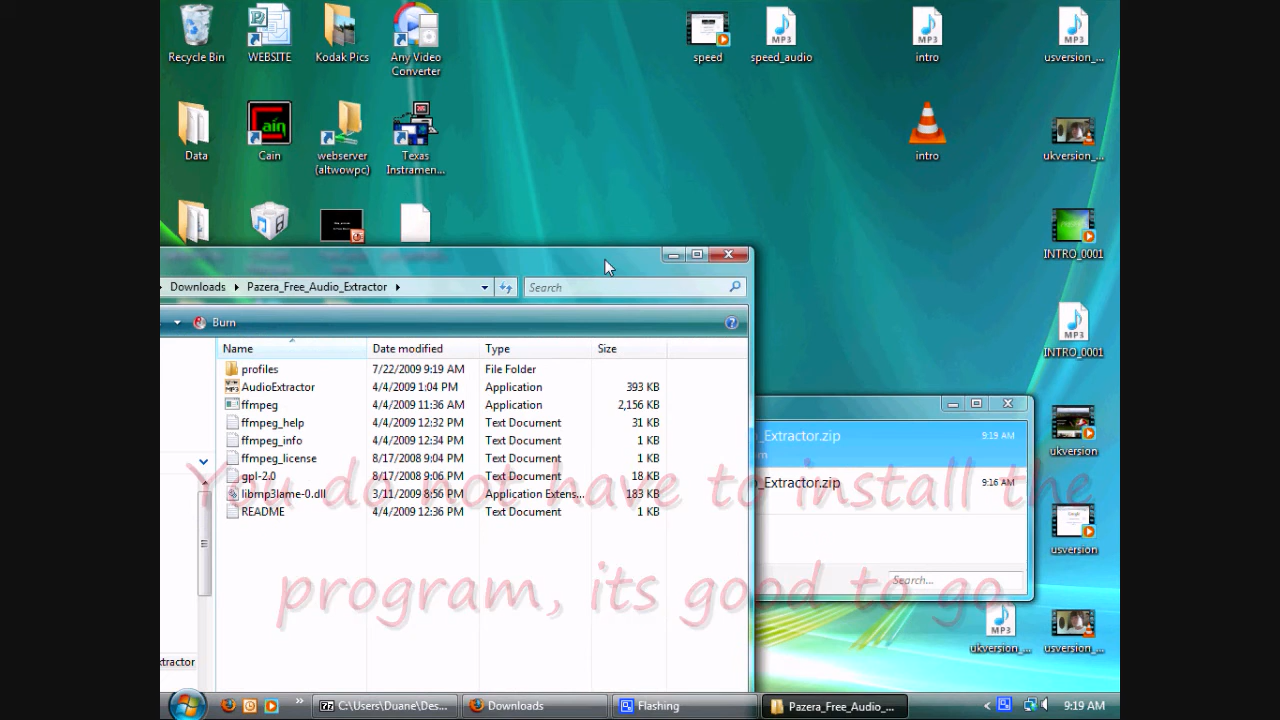 Recycle Bin
WEBSITE
Kodak Pics
Any Video Converter
speed
MP3
speed_audio
MP3
intro
MP3
usversion_...
Data
Cain
webserver (altwowpc)
Texas Instramen...
intro
ukversion_...
INTRO_0001
MP3
INTRO_0001
ukversion
usversion
MP3
ukversion_...
usversion_...
Downloads
Pazera_Free_Audio_Extractor
Search
Burn
Name Date modified Type Size
profiles 7/22/2009 9:19 AM File Folder
AudioExtractor 4/4/2009 1:04 PM Application 393 KB
ffmpeg 4/4/2009 11:36 AM Application 2,156 KB
ffmpeg_help 4/4/2009 12:32 PM Text Document 31 KB
ffmpeg_info 4/4/2009 12:34 PM Text Document 1 KB
ffmpeg_license 8/17/2008 9:04 PM Text Document 1 KB
gpl-2.0 8/17/2008 9:06 PM Text Document 18 KB
libmp3lame-0.dll 3/11/2009 8:56 PM Application Extens... 183 KB
README 4/4/2009 12:36 PM Text Document 1 KB
_Extractor.zip 9:19 AM
_Extractor.zip 9:16 AM
Search...
You do not have to install the
program, its good to go
xtractor
C:\Users\Duane\Des...
Downloads
Flashing
Pazera_Free_Audio_...
9:19 AM